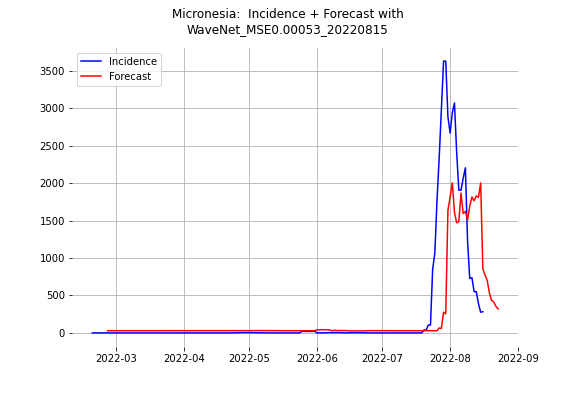 Micronesia:  Incidence + Forecast with
WaveNet_MSE0.00053_20220815
Incidence
Forecast
3500
3000
2500
2000
1500
1000
500
0
2022-03 2022-04 2022-05 2022-06 2022-07 2022-08 2022-09